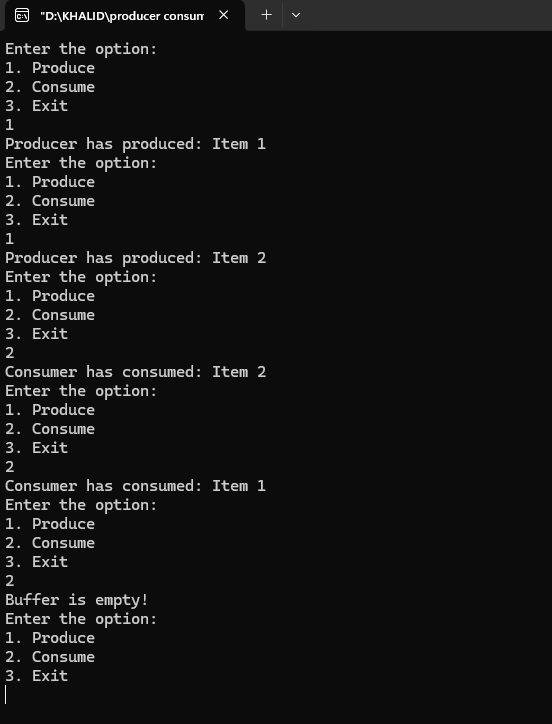 "D:\KHALID\producer consum
Enter the option:
1. Produce
2. Consume
3. Exit
1
Producer has produced: Item 1
Enter the option:
1. Produce
2. Consume
3. Exit
1
Producer has produced: Item 2
Enter the option:
1. Produce
2. Consume
3. Exit
2
Consumer has consumed: Item 2
Enter the option:
1. Produce
2. Consume
3. Exit
2
Consumer has consumed: Item 1
Enter the option:
1. Produce
2. Consume
3. Exit
2
Buffer is empty!
Enter the option:
1. Produce
2. Consume
3. Exit